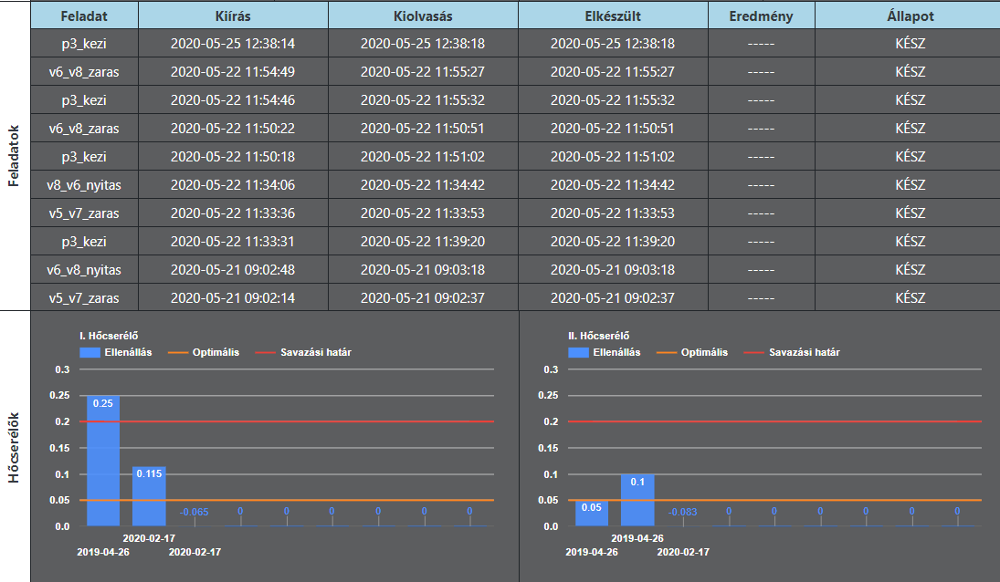 Feladat Kiírás Kiolvasás Elkészült Eredmény Állapot
p3_kezi 2020-05-25 12:38:14 2020-05-25 12:38:18 2020-05-25 12:38:18 ----- KÉSZ
v6_v8_zaras 2020-05-22 11:54:49 2020-05-22 11:55:27 2020-05-22 11:55:27 ----- KÉSZ
p3_kezi 2020-05-22 11:54:46 2020-05-22 11:55:32 2020-05-22 11:55:32 ----- KÉSZ
v6_v8_zaras 2020-05-22 11:50:22 2020-05-22 11:50:51 2020-05-22 11:50:51 ----- KÉSZ
p3_kezi 2020-05-22 11:50:18 2020-05-22 11:51:02 2020-05-22 11:51:02 ----- KÉSZ
v8_v6_nyitas 2020-05-22 11:34:06 2020-05-22 11:34:42 2020-05-22 11:34:42 ----- KÉSZ
v5_v7_zaras 2020-05-22 11:33:36 2020-05-22 11:33:53 2020-05-22 11:33:53 ----- KÉSZ
p3_kezi 2020-05-22 11:33:31 2020-05-22 11:39:20 2020-05-22 11:39:20 ----- KÉSZ
v6_v8_nyitas 2020-05-21 09:02:48 2020-05-21 09:03:18 2020-05-21 09:03:18 ----- KÉSZ
v5_v7_zaras 2020-05-21 09:02:14 2020-05-21 09:02:37 2020-05-21 09:02:37 ----- KÉSZ
Feladatok
Hőcserélők
I. Hőcserélő
Ellenállás Optimális Savazási határ
0.3
0.25
0.2
0.15
0.1
0.05
0.0
0.25
0.115
-0.065 0 0 0 0 0 0
2020-02-17
2019-04-26 2020-02-17
II. Hőcserélő
Ellenállás Optimális Savazási határ
0.3
0.25
0.2
0.15
0.1
0.05
0.0
0.05
0.1
-0.083 0 0 0 0 0 0
2019-04-26
2019-04-26 2020-02-17